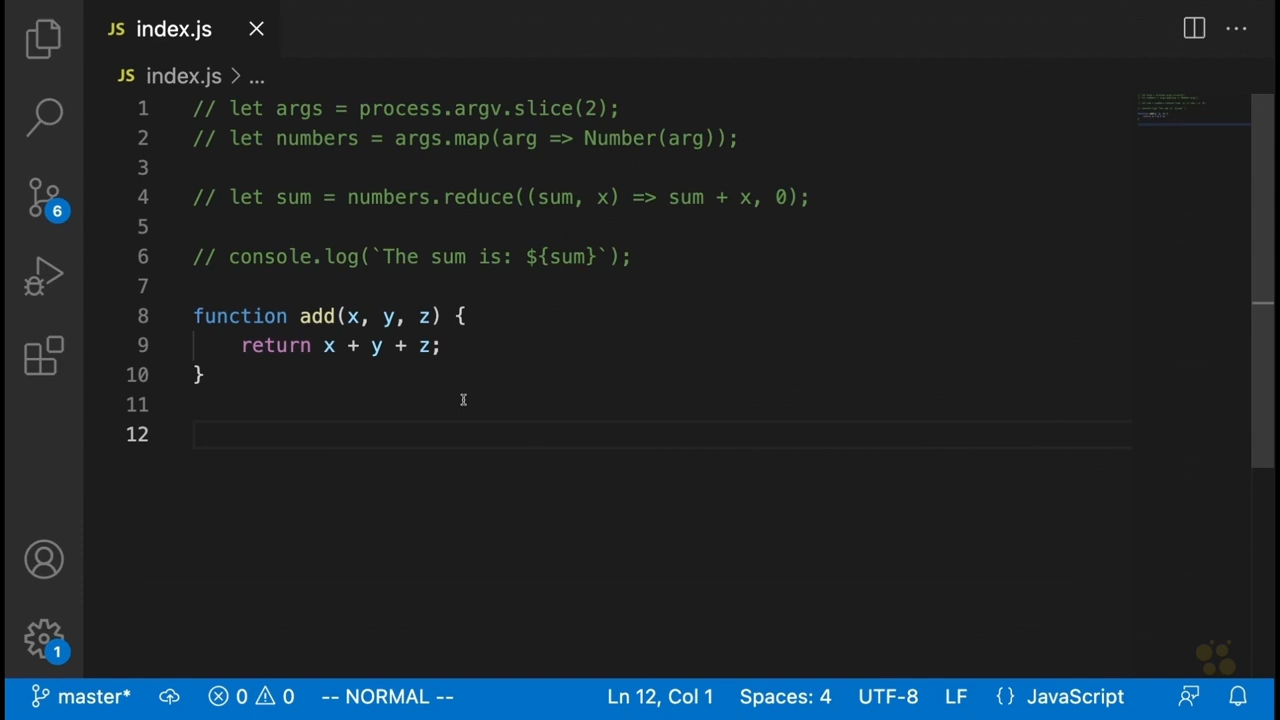 JS index.js
JS index.js > ...
1 // let args = process.argv.slice(2);
2 // let numbers = args.map(arg => Number(arg));
3
4 // let sum = numbers.reduce((sum, x) => sum + x, 0);
5
6 // console.log(`The sum is: ${sum}`);
7
8 function add(x, y, z) {
9 return x + y + z;
10 }
11
12
6
1
master* 0 0 -- NORMAL -- Ln 12, Col 1 Spaces: 4 UTF-8 LF {} JavaScript